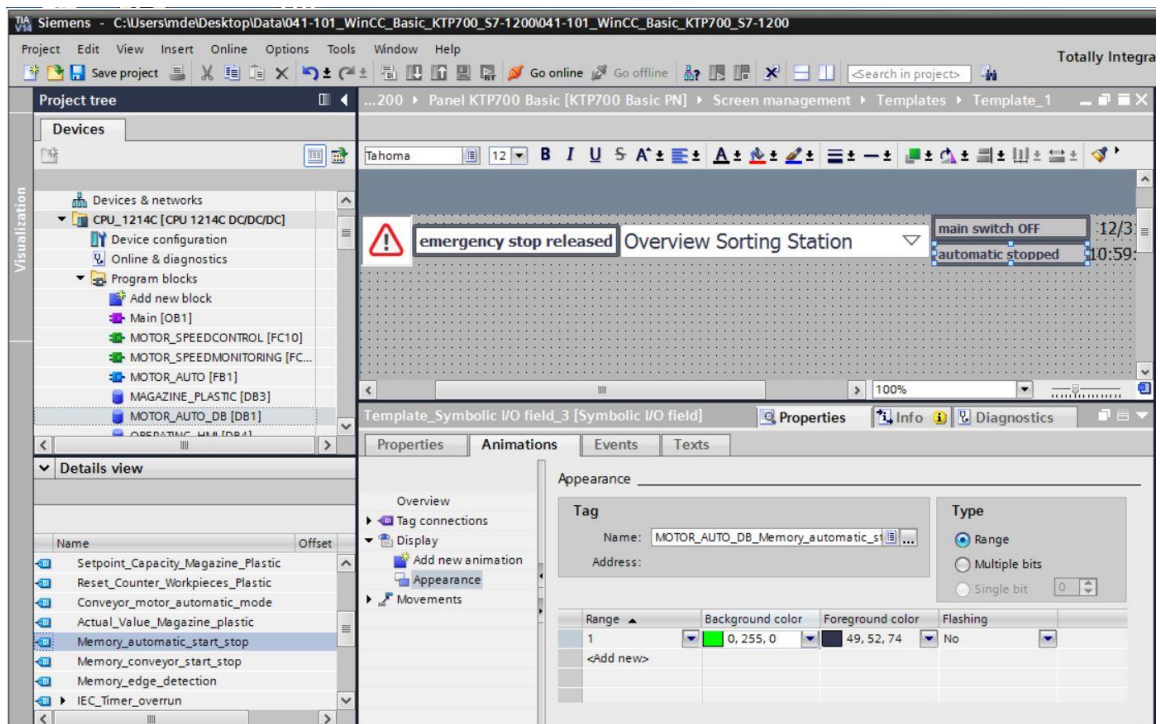 Siemens - C:\Users\mde\Desktop\Data\041-101_WinCC_Basic_KTP700_S7-1200\041-101_WinCC_Basic_KTP700_S7-1200
Project Edit View Insert Online Options Tools Window Help
Totally Integra
Save project Go online Go offline <Search in project>
Project tree
...200 Panel KTP700 Basic [KTP700 Basic PN] Screen management Templates Template_1
Devices
Tahoma 12 B I U S A A
Visualization
Devices & networks
CPU_1214C [CPU 1214C DC/DC/DC]
Device configuration
Online & diagnostics
Program blocks
Add new block
Main [OB1]
MOTOR_SPEEDCONTROL [FC10]
MOTOR_SPEEDMONITORING [FC...
MOTOR_AUTO [FB1]
MAGAZINE_PLASTIC [DB3]
MOTOR_AUTO_DB [DB1]
emergency stop released Overview Sorting Station
main switch OFF 12/3
automatic stopped 10:59:
100%
Template_Symbolic I/O field_3 [Symbolic I/O field] Properties Info Diagnostics
Properties Animations Events Texts
Details view
Name Offset
Setpoint_Capacity_Magazine_Plastic
Reset_Counter_Workpieces_Plastic
Conveyor_motor_automatic_mode
Actual_Value_Magazine_plastic
Memory_automatic_start_stop
Memory_conveyor_start_stop
Memory_edge_detection
IEC_Timer_overrun
Overview
Tag connections
Display
Add new animation
Appearance
Movements
Appearance
Tag
Name: MOTOR_AUTO_DB_Memory_automatic_st ...
Address:
Type
Range
Multiple bits
Single bit 0
Range Background color Foreground color Flashing
1 0, 255, 0 49, 52, 74 No
<Add new>